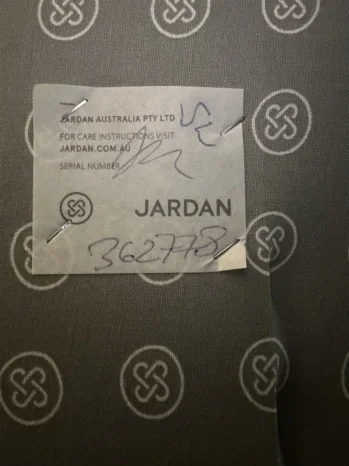 JARDAN AUSTRALIA PTY LTD
FOR CARE INSTRUCTIONS VISIT
JARDAN.COM.AU
SERIAL NUMBER
JARDAN
362778